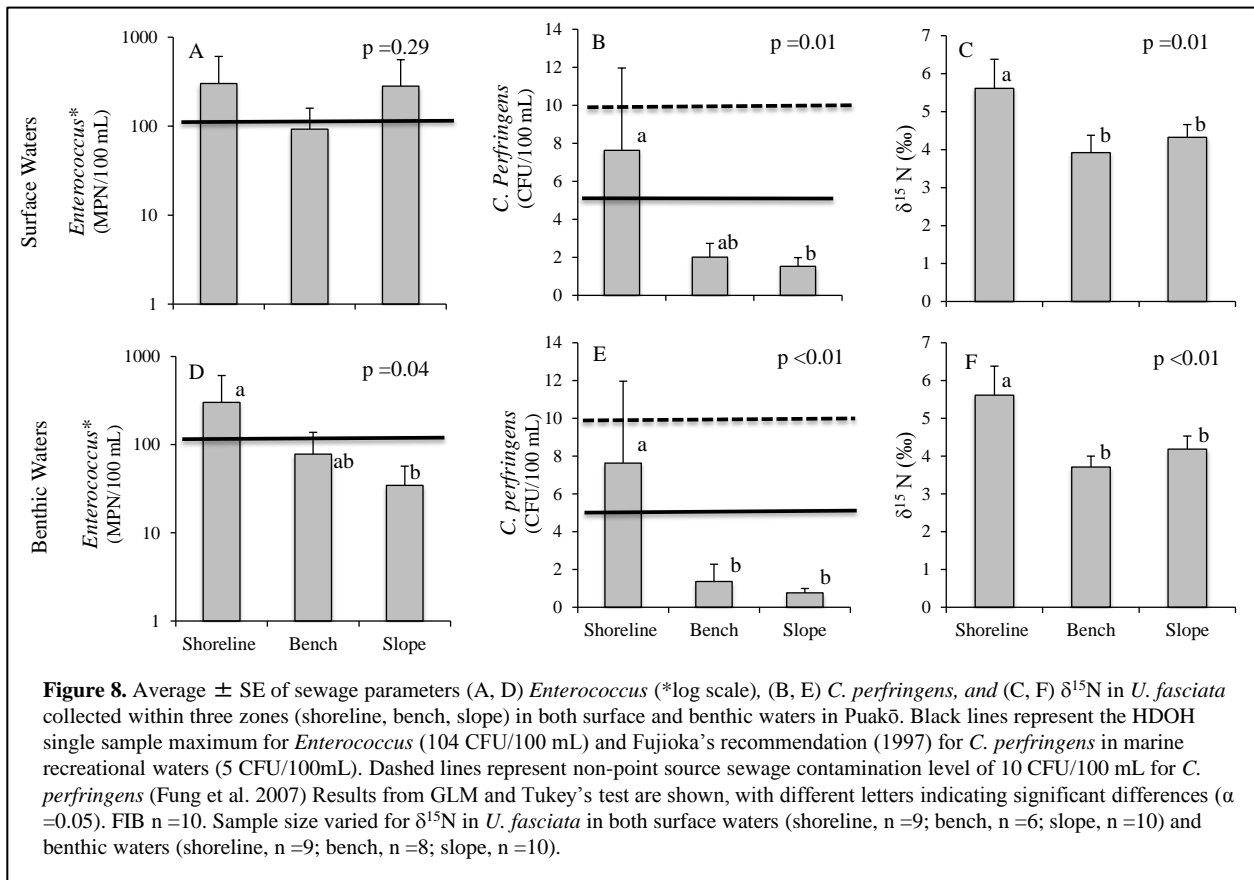 Surface Waters
Enterococcus*
(MPN/100 mL)
1000
100
10
1
A
p =0.29
C. Perfringens
(CFU/100 mL)
14
12
10
8
6
4
2
0
B
p =0.01
a
ab
b
δ15 N (‰)
7
6
5
4
3
2
1
0
C
p =0.01
a
b
b
Benthic Waters
Enterococcus*
(MPN/100 mL)
1000
100
10
1
D
p =0.04
a
ab
b
Shoreline Bench Slope
C. perfringens
(CFU/100 mL)
14
12
10
8
6
4
2
0
E
p <0.01
a
b
b
Shoreline Bench Slope
δ15 N (‰)
7
6
5
4
3
2
1
0
F
p <0.01
a
b
b
Shoreline Bench Slope
Figure 8. Average ± SE of sewage parameters (A, D) Enterococcus (*log scale), (B, E) C. perfringens, and (C, F) δ15N in U. fasciata
collected within three zones (shoreline, bench, slope) in both surface and benthic waters in Puakō. Black lines represent the HDOH
single sample maximum for Enterococcus (104 CFU/100 mL) and Fujioka’s recommendation (1997) for C. perfringens in marine
recreational waters (5 CFU/100mL). Dashed lines represent non-point source sewage contamination level of 10 CFU/100 mL for C.
perfringens (Fung et al. 2007) Results from GLM and Tukey’s test are shown, with different letters indicating significant differences (α
=0.05). FIB n =10. Sample size varied for δ15N in U. fasciata in both surface waters (shoreline, n =9; bench, n =6; slope, n =10) and
benthic waters (shoreline, n =9; bench, n =8; slope, n =10).